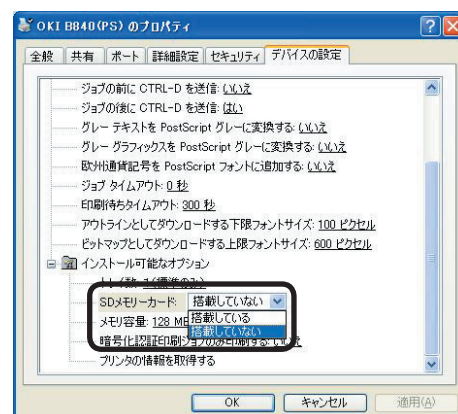 OKI B840(PS) のプロパティ
全般 共有 ポート 詳細設定 セキュリティ デバイスの設定
ジョブの前に CTRL-D を送信: いいえ
ジョブの後に CTRL-D を送信: はい
グレー テキストを PostScript グレーに変換する: いいえ
グレー グラフィックスを PostScript グレーに変換する: いいえ
欧州通貨記号を PostScript フォントに追加する: いいえ
ジョブ タイムアウト: 0 秒
印刷待ちタイムアウト: 300 秒
アウトラインとしてダウンロードする下限フォントサイズ: 100 ピクセル
ビットマップとしてダウンロードする上限フォントサイズ: 600 ピクセル
インストール可能なオプション
トレイ数: 1(標準のみ)
SDメモリーカード: 搭載していない
搭載している
メモリ容量: 128 MB
搭載していない
暗号化認証印刷ジョブのみ印刷する: いいえ
プリンタの情報を取得する
OK キャンセル 適用(A)